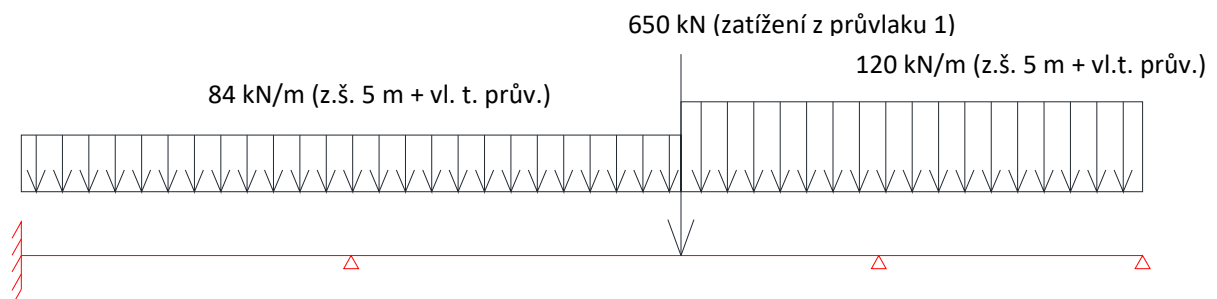 650 kN (zatížení z průvlaku 1)
120 kN/m (z.š. 5 m + vl.t. prův.)
84 kN/m (z.š. 5 m + vl. t. prův.)